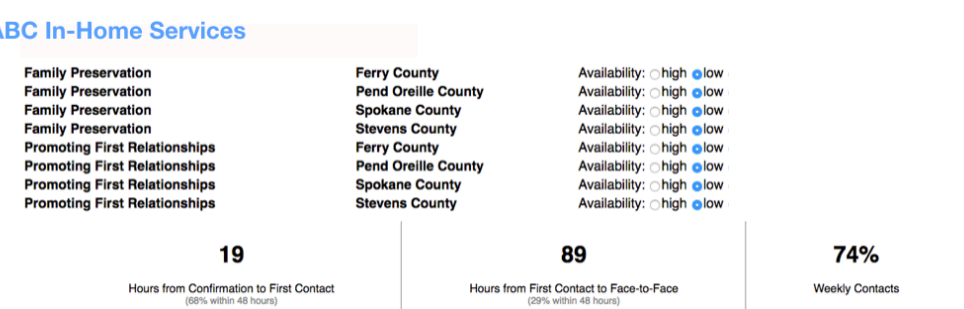 ABC In-Home Services
Family Preservation Ferry County Availability: high low
Family Preservation Pend Oreille County Availability: high low
Family Preservation Spokane County Availability: high low
Family Preservation Stevens County Availability: high low
Promoting First Relationships Ferry County Availability: high low
Promoting First Relationships Pend Oreille County Availability: high low
Promoting First Relationships Spokane County Availability: high low
Promoting First Relationships Stevens County Availability: high low
19 89 74%
Hours from Confirmation to First Contact Hours from First Contact to Face-to-Face Weekly Contacts
(68% within 48 hours) (29% within 48 hours)